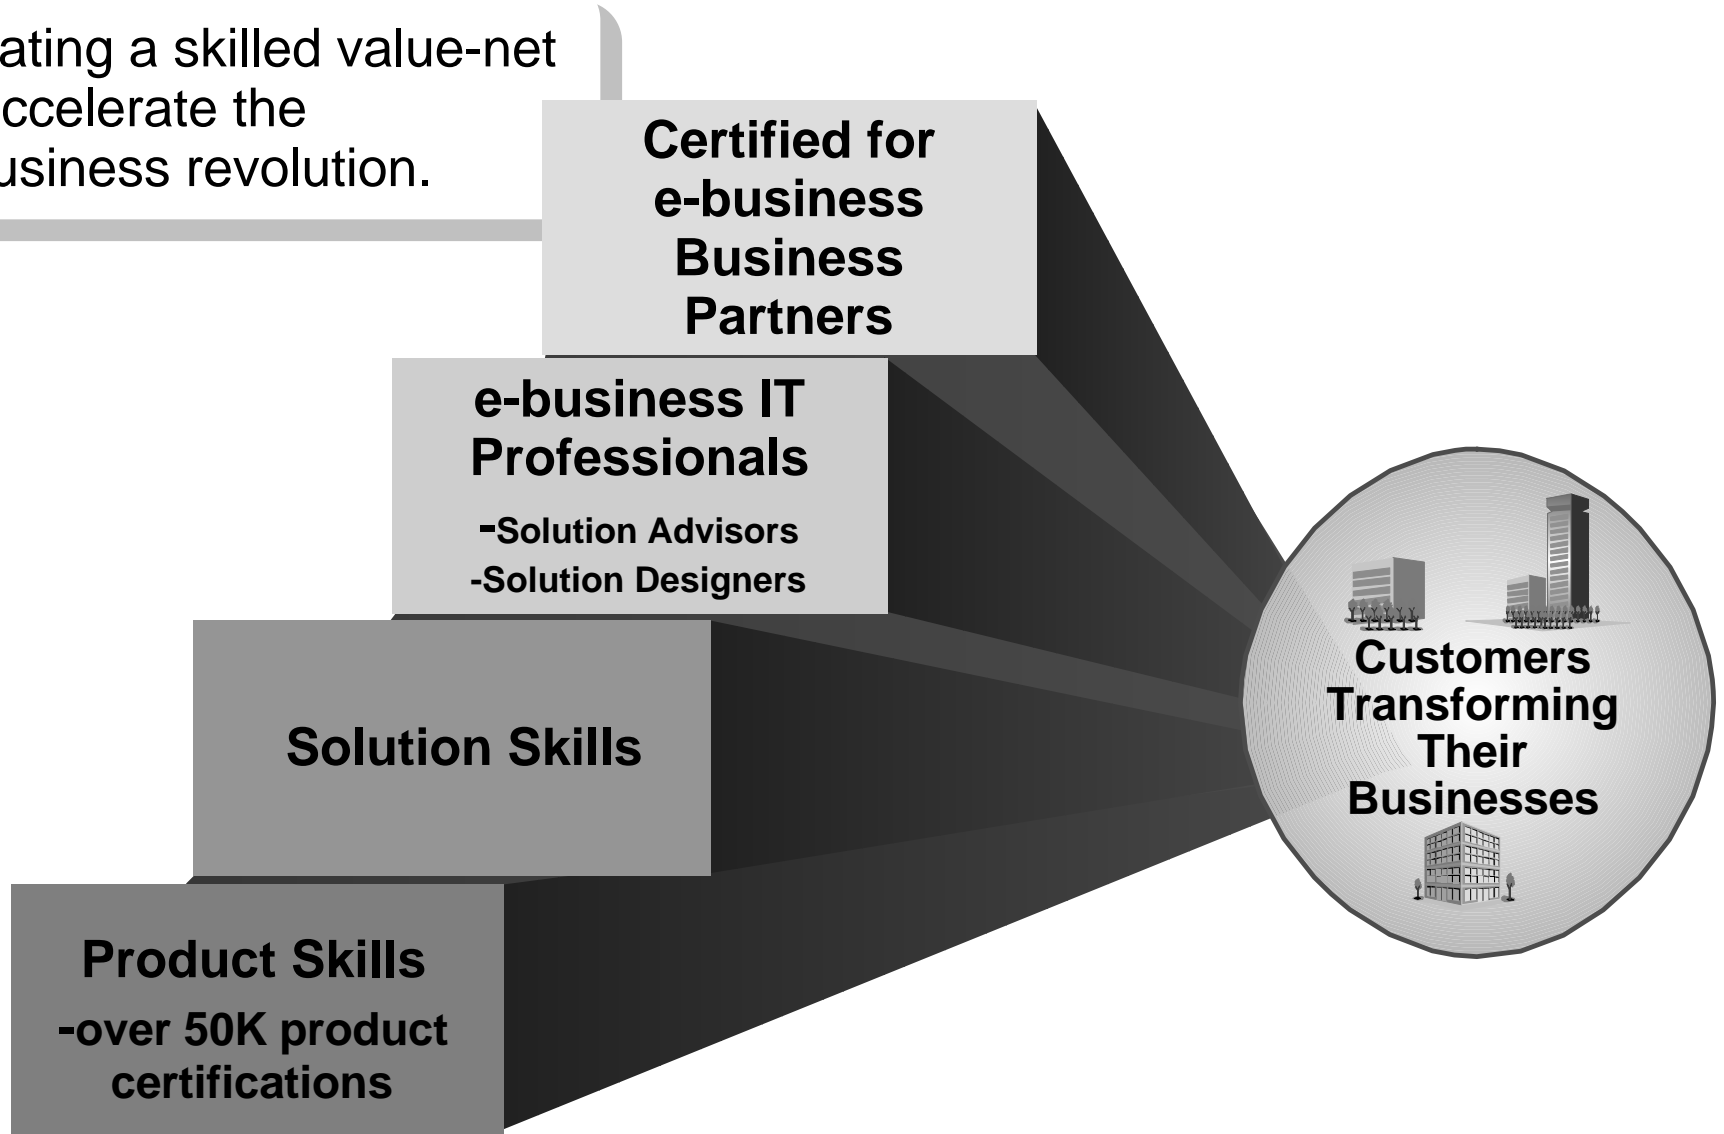 ating a skilled value-net
ccelerate the
usiness revolution.
Certified for
e-business
Business
Partners
e-business IT
Professionals
-Solution Advisors
-Solution Designers
Solution Skills
Product Skills
-over 50K product
certifications
Customers
Transforming
Their
Businesses